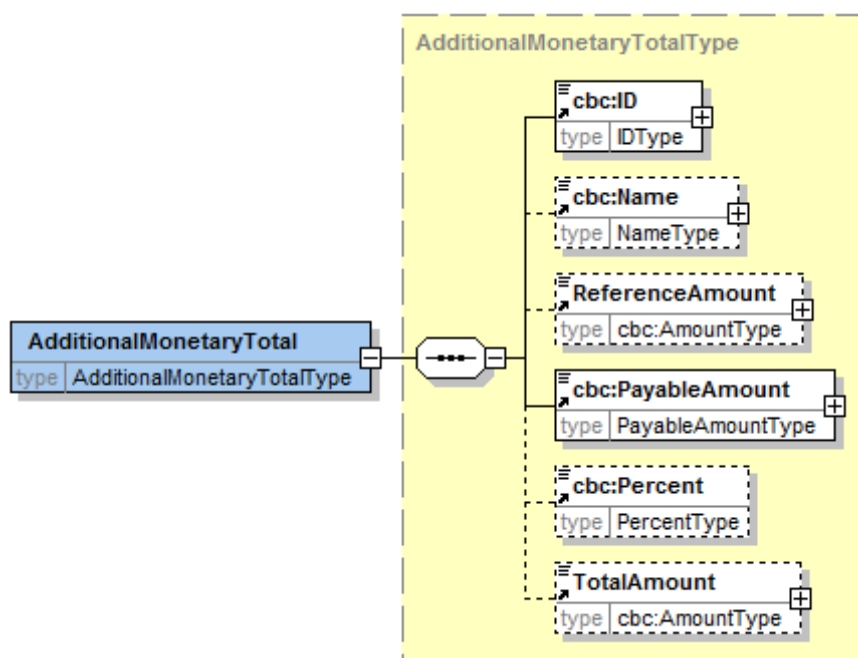 AdditionalMonetaryTotalType
cbc:ID
type IDType
cbc:Name
type NameType
ReferenceAmount
type cbc:AmountType
AdditionalMonetaryTotal
type AdditionalMonetaryTotalType
cbc:PayableAmount
type PayableAmountType
cbc:Percent
type PercentType
TotalAmount
type cbc:AmountType